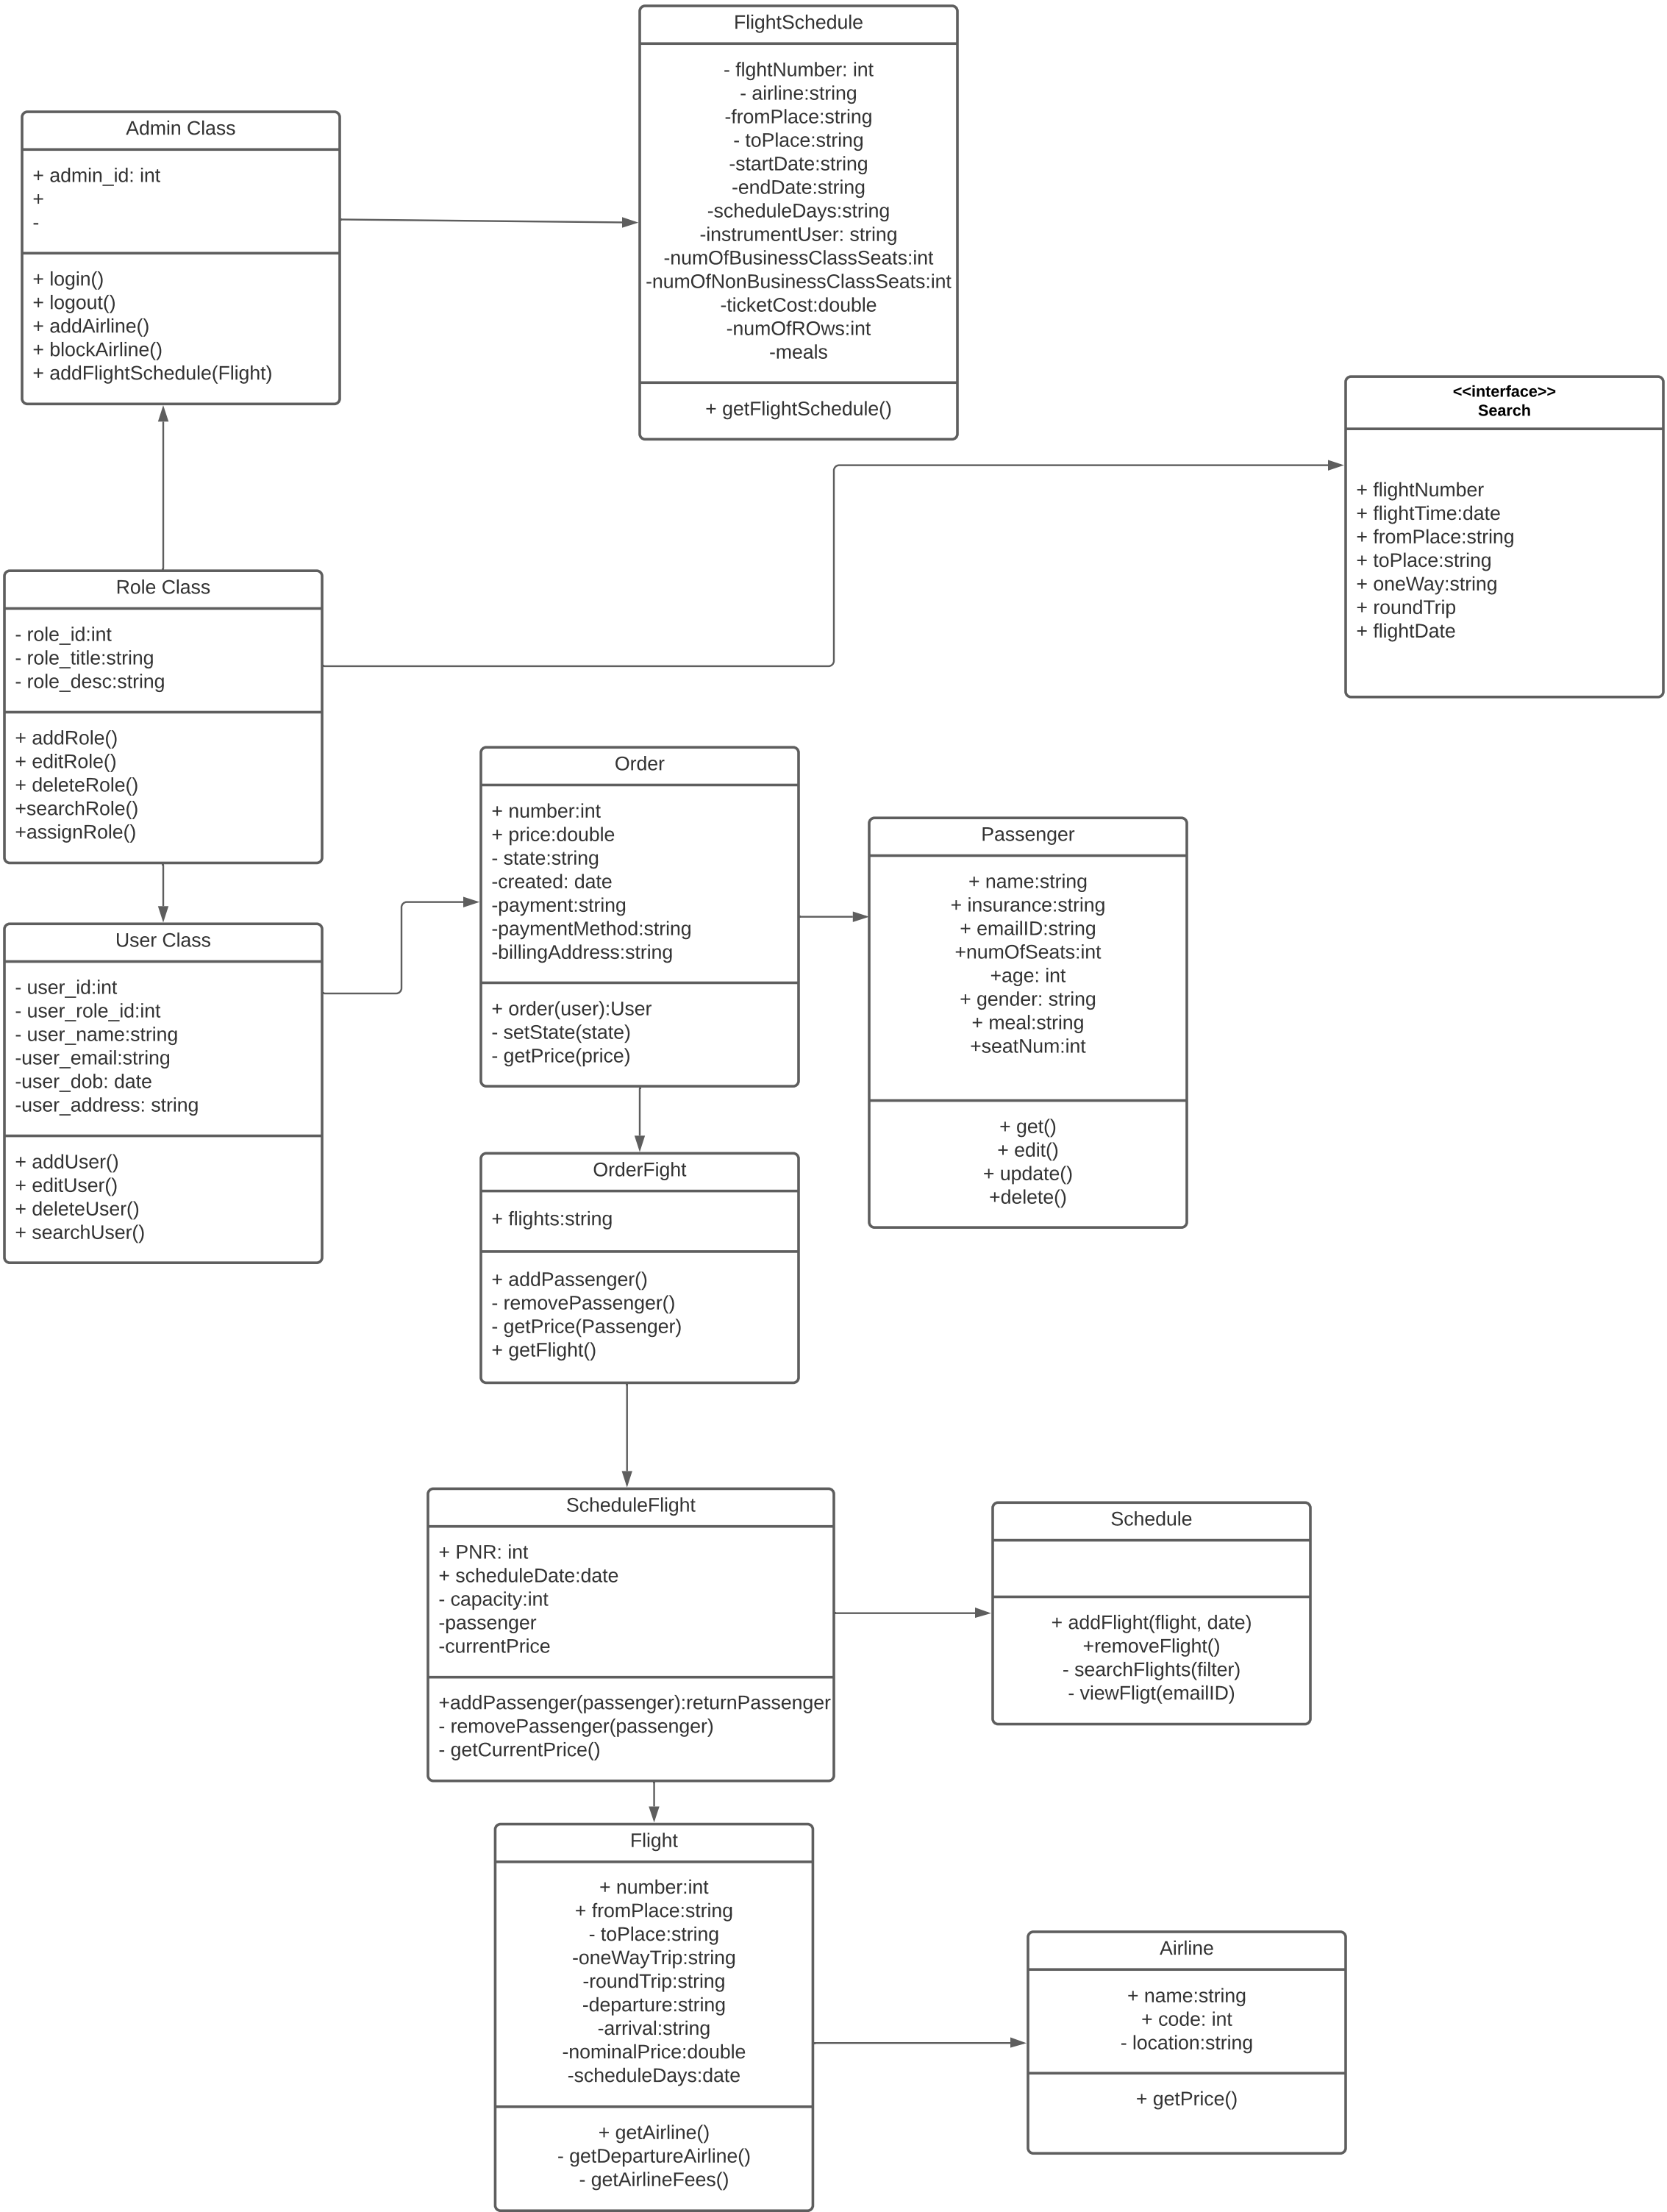 FlightSchedule
- flghtNumber: int
- airline:string
-fromPlace:string
- toPlace:string
-startDate:string
-endDate:string
-scheduleDays:string
-instrumentUser: string
-numOfBusinessClassSeats:int
-numOfNonBusinessClassSeats:int
-ticketCost:double
-numOfROws:int
-meals
+ getFlightSchedule()
Admin Class
+ admin_id: int
+
-
+ login()
+ logout()
+ addAirline()
+ blockAirline()
+ addFlightSchedule(Flight)
<<interface>>
Search
+ flightNumber
+ flightTime:date
+ fromPlace:string
+ toPlace:string
+ oneWay:string
+ roundTrip
+ flightDate
Role Class
- role_id:int
- role_title:string
- role_desc:string
+ addRole()
+ editRole()
+ deleteRole()
+searchRole()
+assignRole()
Order
+ number:int
+ price:double
- state:string
-created: date
-payment:string
-paymentMethod:string
-billingAddress:string
+ order(user):User
- setState(state)
- getPrice(price)
Passenger
+ name:string
+ insurance:string
+ emailID:string
+numOfSeats:int
+age: int
+ gender: string
+ meal:string
+seatNum:int
+ get()
+ edit()
+ update()
+delete()
User Class
- user_id:int
- user_role_id:int
- user_name:string
-user_email:string
-user_dob: date
-user_address: string
+ addUser()
+ editUser()
+ deleteUser()
+ searchUser()
OrderFight
+ flights:string
+ addPassenger()
- removePassenger()
- getPrice(Passenger)
+ getFlight()
ScheduleFlight
+ PNR: int
+ scheduleDate:date
- capacity:int
-passenger
-currentPrice
+addPassenger(passenger):returnPassenger
- removePassenger(passenger)
- getCurrentPrice()
Schedule
+ addFlight(flight, date)
+removeFlight()
- searchFlights(filter)
- viewFligt(emailID)
Flight
+ number:int
+ fromPlace:string
- toPlace:string
-oneWayTrip:string
-roundTrip:string
-departure:string
-arrival:string
-nominalPrice:double
-scheduleDays:date
+ getAirline()
- getDepartureAirline()
- getAirlineFees()
Airline
+ name:string
+ code: int
- location:string
+ getPrice()